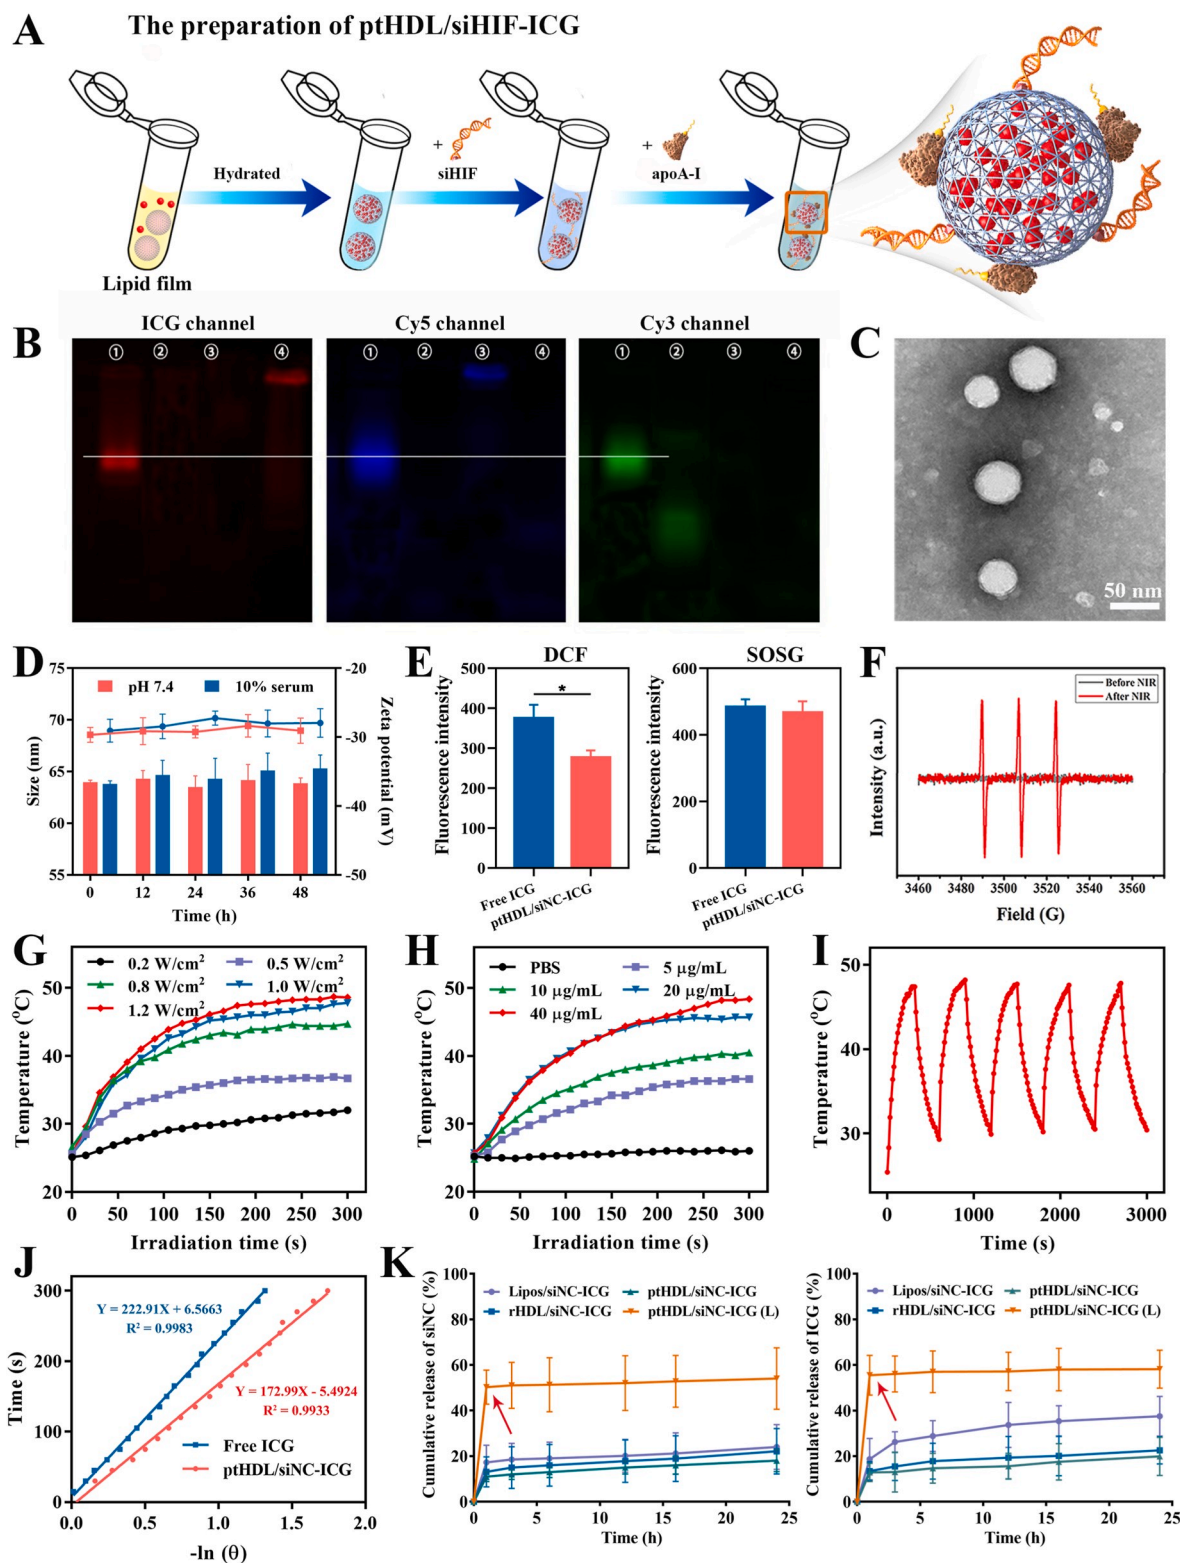 A The preparation of ptHDL/siHIF-ICG
Hydrated
+
siHIF
+
apoA-I
Lipid film
B
ICG channel
Cy5 channel
Cy3 channel
① ② ③ ④
① ② ③ ④
① ② ③ ④
C
50 nm
D
pH 7.4
10% serum
75
70
65
60
55
Size (nm)
-20
-30
-40
-50
Zeta potential (mV)
0 12 24 36 48
Time (h)
E
DCF
*
500
400
300
200
100
0
Fluorescence intensity
Free ICG
ptHDL/siNC-ICG
SOSG
600
400
200
0
Fluorescence intensity
Free ICG
ptHDL/siNC-ICG
F
Before NIR
After NIR
Intensity (a.u.)
3460 3480 3500 3520 3540 3560
Field (G)
G
0.2 W/cm²
0.5 W/cm²
0.8 W/cm²
1.0 W/cm²
1.2 W/cm²
50
40
30
20
Temperature (°C)
0 50 100 150 200 250 300
Irradiation time (s)
H
PBS
5 µg/mL
10 µg/mL
20 µg/mL
40 µg/mL
50
40
30
20
Temperature (°C)
0 50 100 150 200 250 300
Irradiation time (s)
I
50
40
30
Temperature (°C)
0 1000 2000 3000
Time (s)
J
300
200
100
0
Time (s)
Y = 222.91X + 6.5663
R² = 0.9983
Y = 172.99X - 5.4924
R² = 0.9933
Free ICG
ptHDL/siNC-ICG
0.0 0.5 1.0 1.5 2.0
-ln (θ)
K
100
80
60
40
20
0
Cumulative release of siNC (%)
Lipos/siNC-ICG
ptHDL/siNC-ICG
rHDL/siNC-ICG
ptHDL/siNC-ICG (L)
0 5 10 15 20 25
Time (h)
100
80
60
40
20
0
Cumulative release of ICG (%)
Lipos/siNC-ICG
ptHDL/siNC-ICG
rHDL/siNC-ICG
ptHDL/siNC-ICG (L)
0 5 10 15 20 25
Time (h)